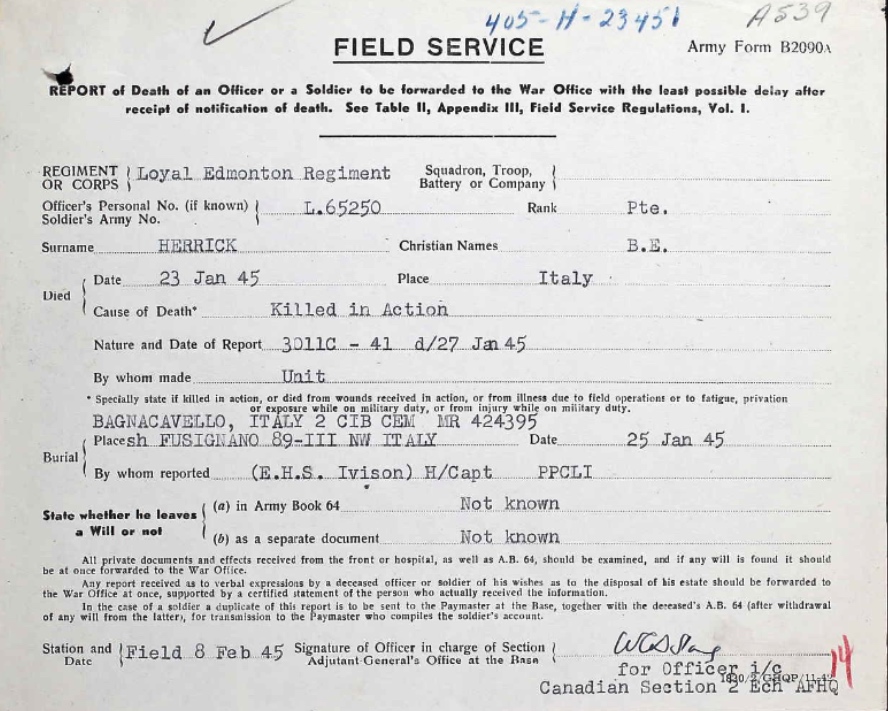 405-H-23451 A539
FIELD SERVICE
Army Form B2090A
REPORT of Death of an Officer or a Soldier to be forwarded to the War Office with the least possible delay after
receipt of notification of death. See Table II, Appendix III, Field Service Regulations, Vol. I.
REGIMENT OR CORPS } Loyal Edmonton Regiment Squadron, Troop, Battery or Company }
Officer's Personal No. (if known) Soldier's Army No. } L.65250 Rank Pte.
Surname HERRICK Christian Names B.E.
Died { Date 23 Jan 45 Place Italy
Cause of Death* Killed in Action
Nature and Date of Report 3011C - 41 d/27 Jan 45
By whom made Unit
* Specially state if killed in action, or died from wounds received in action, or from illness due to field operations or to fatigue, privation
or exposure while on military duty, or from injury while on military duty.
BAGNACAVELLO, ITALY 2 CIB CEM MR 424395
Burial { Place sh FUSIGNANO 89-III NW ITALY Date 25 Jan 45
By whom reported (E.H.S. Ivison) H/Capt PPCLI
State whether he leaves a Will or not { (a) in Army Book 64 Not known
(b) as a separate document Not known
All private documents and effects received from the front or hospital, as well as A.B. 64, should be examined, and if any will is found it should
be at once forwarded to the War Office.
Any report received as to verbal expressions by a deceased officer or soldier of his wishes as to the disposal of his estate should be forwarded to
the War Office at once, supported by a certified statement of the person who actually received the information.
In the case of a soldier a duplicate of this report is to be sent to the Paymaster at the Base, together with the deceased's A.B. 64 (after withdrawal
of any will from the latter), for transmission to the Paymaster who compiles the soldier's account.
Station and Date } Field 8 Feb 45 Signature of Officer in charge of Section Adjutant-General's Office at the Base }
for Officer i/c 14
Canadian Section 2 Ech AFHQ